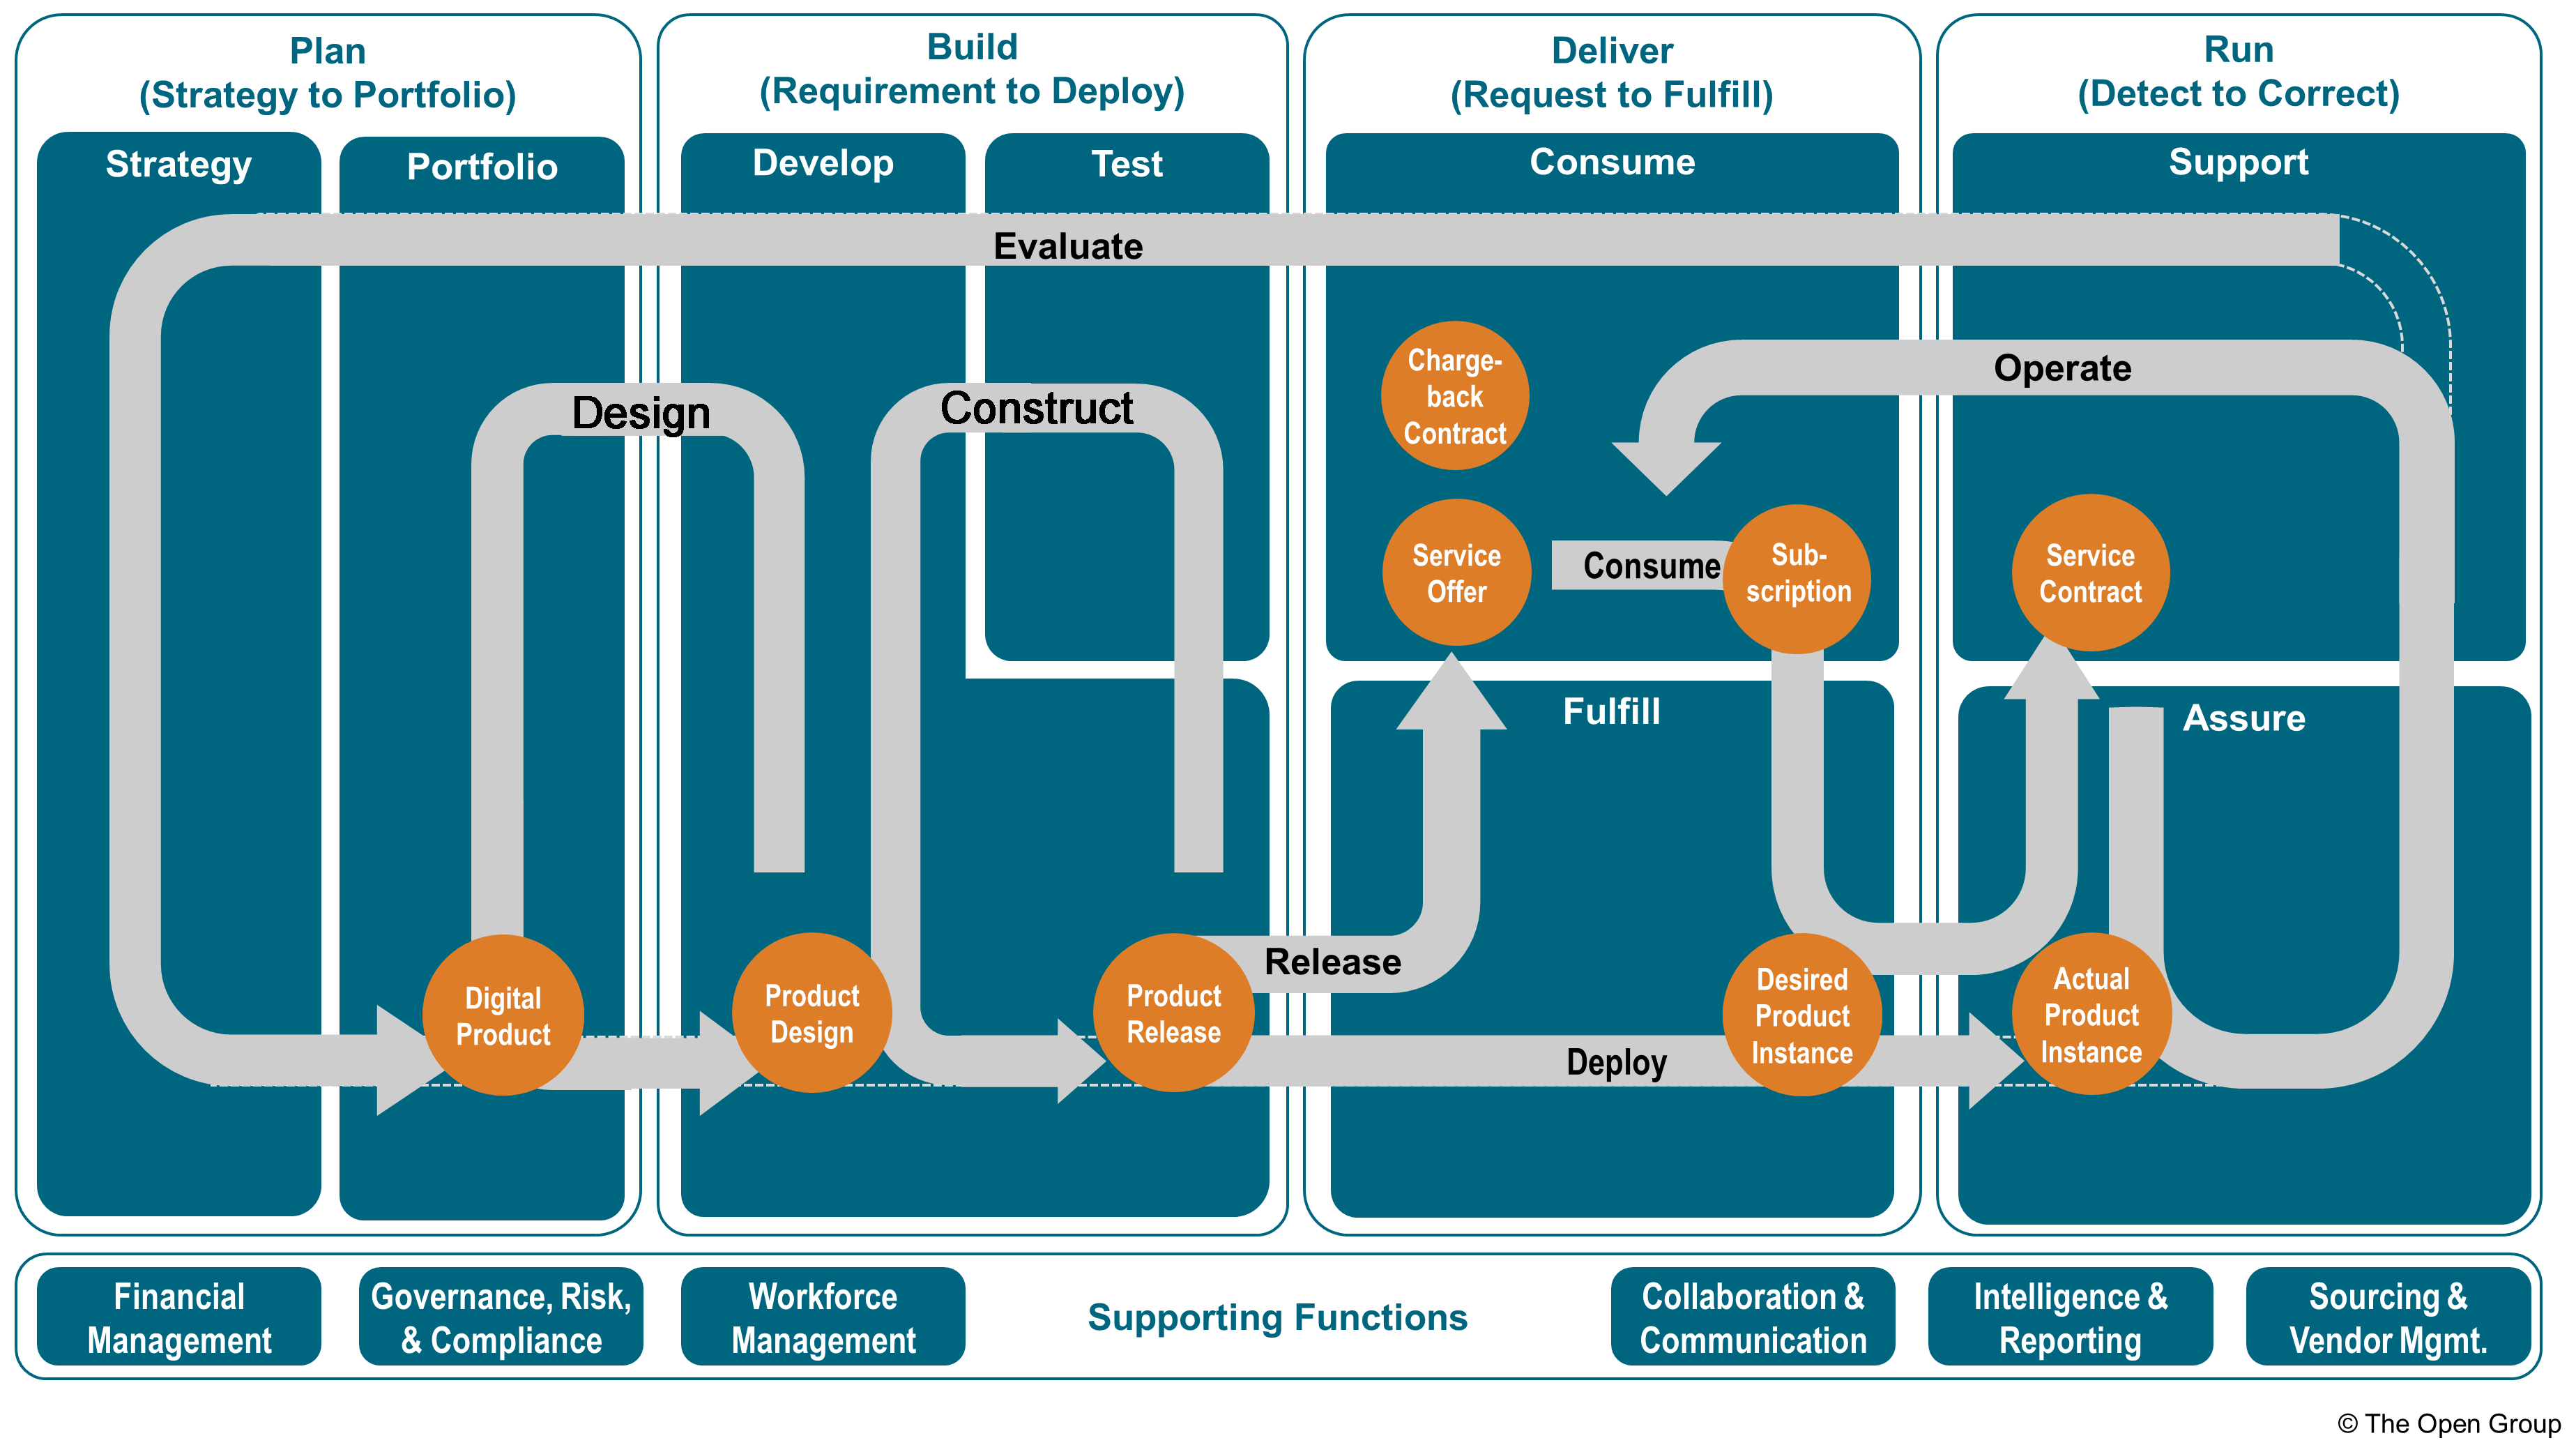 Plan
(Strategy to Portfolio)
Build
(Requirement to Deploy)
Deliver
(Request to Fulfill)
Run
(Detect to Correct)
Strategy
Portfolio
Develop
Test
Consume
Support
Evaluate
Operate
Design
Construct
Charge-
back
Contract
Service
Offer
Consume
Sub-
scription
Service
Contract
Fulfill
Assure
Release
Digital
Product
Product
Design
Product
Release
Deploy
Desired
Product
Instance
Actual
Product
Instance
Financial
Management
Governance, Risk,
& Compliance
Workforce
Management
Supporting Functions
Collaboration &
Communication
Intelligence &
Reporting
Sourcing &
Vendor Mgmt.
© The Open Group